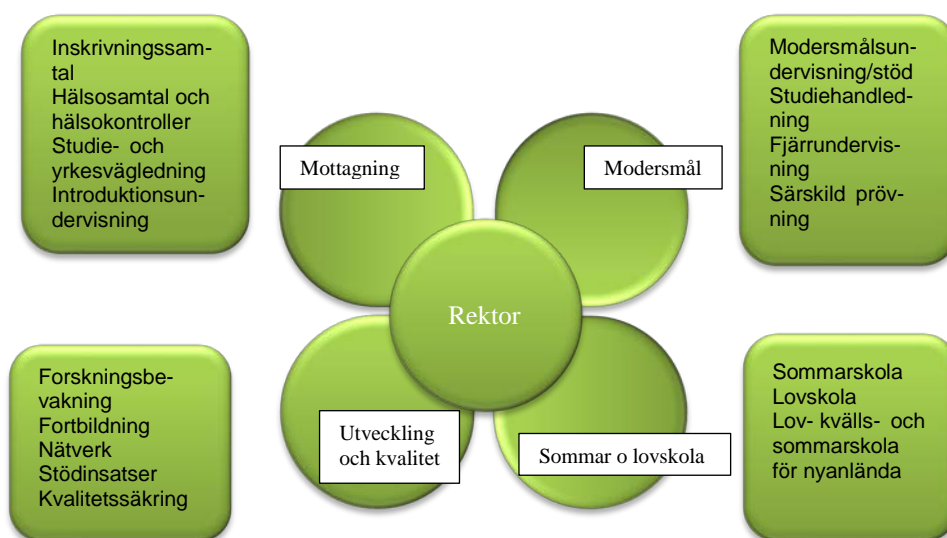 Inskrivningssam-
tal
Hälsosamtal och
hälsokontroller
Studie- och
yrkesvägledning
Introduktionsun-
dervisning
Modersmålsun-
dervisning/stöd
Studiehandled-
ning
Fjärrundervis-
ning
Särskild pröv-
ning
Mottagning
Modersmål
Rektor
Utveckling
och kvalitet
Sommar o lovskola
Forskningsbe-
vakning
Fortbildning
Nätverk
Stödinsatser
Kvalitetssäkring
Sommarskola
Lovskola
Lov- kvälls- och
sommarskola
för nyanlända